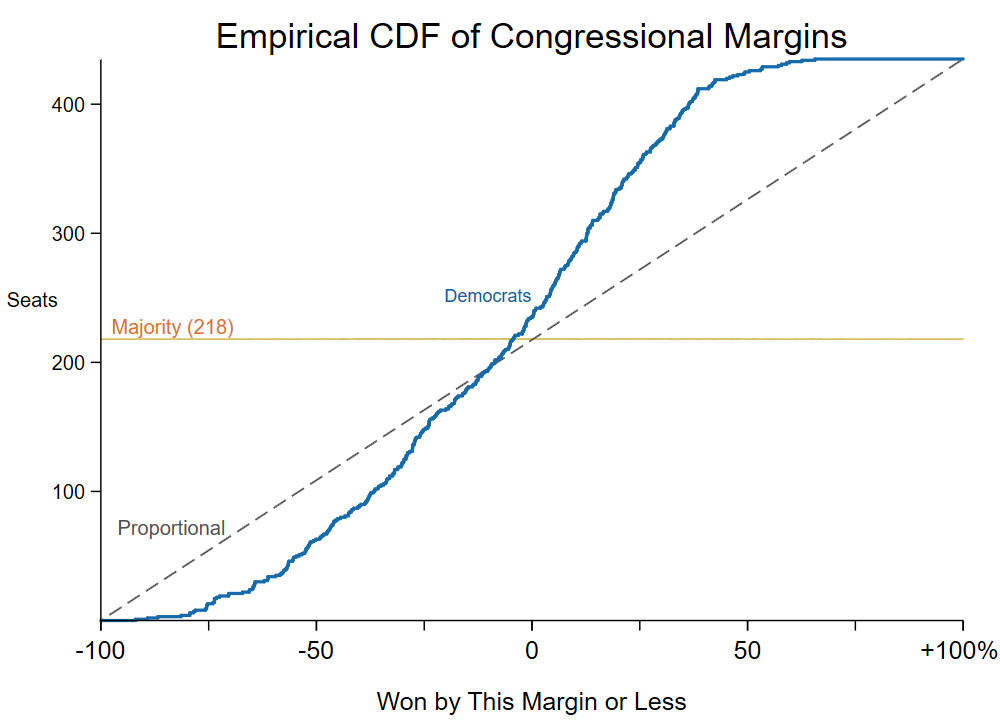 Empirical CDF of Congressional Margins
400
300
Democrats
Seats
Majority (218)
200
100
Proportional
-100
-50
0
50
+100%
Won by This Margin or Less